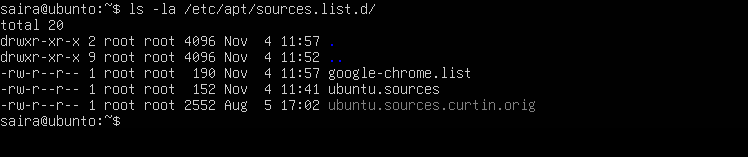 saira@ubunto:~$ ls -la /etc/apt/sources.list.d/
total 20
drwxr-xr-x 2 root root 4096 Nov  4 11:57 .
drwxr-xr-x 9 root root 4096 Nov  4 11:52 ..
-rw-r--r-- 1 root root  190 Nov  4 11:57 google-chrome.list
-rw-r--r-- 1 root root  152 Nov  4 11:41 ubuntu.sources
-rw-r--r-- 1 root root 2552 Aug  5 17:02 ubuntu.sources.curtin.orig
saira@ubunto:~$